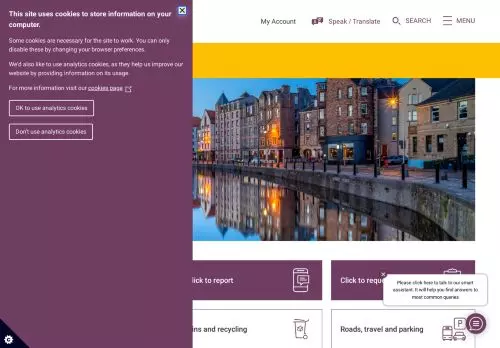 This site uses cookies to store information on your
computer.
Some cookies are necessary for the site to work. You can only
disable these by changing your browser preferences.
We'd also like to use analytics cookies, as they help us improve our
website by providing information on its usage.
For more information visit our cookies page
OK to use analytics cookies
Don't use analytics cookies
My Account
Speak / Translate
SEARCH
MENU
lick to report
Click to reque
Please click here to talk to our smart
assistant. It will help you find answers to
most common queries
ins and recycling
Roads, travel and parking
P